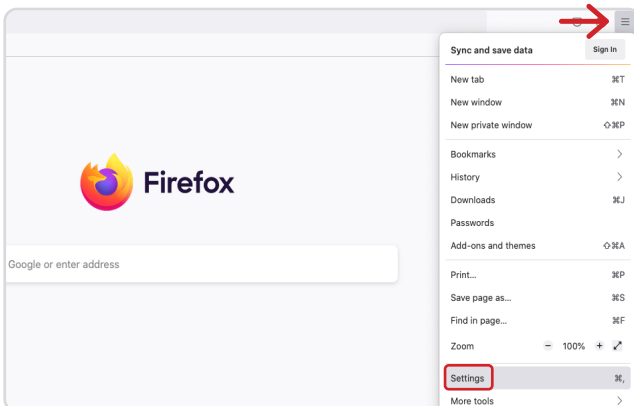 Sync and save data Sign In
New tab ⌘T
New window ⌘N
New private window ⇧⌘P
Bookmarks
History
Downloads ⌘J
Passwords
Add-ons and themes ⇧⌘A
Firefox
Google or enter address
Print... ⌘P
Save page as... ⌘S
Find in page... ⌘F
Zoom − 100% +
Settings ⌘,
More tools